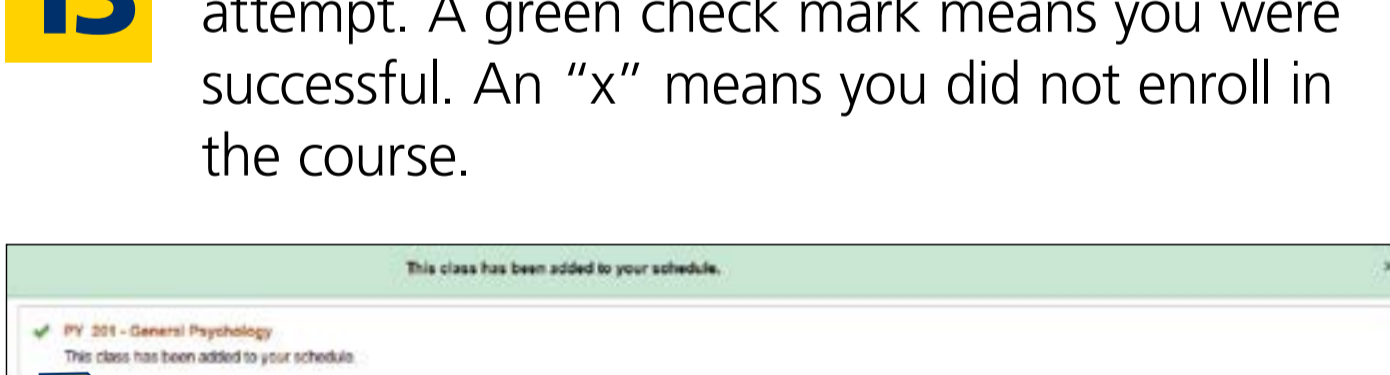 attempt. A green check mark means you were
successful. An “x” means you did not enroll in
the course.
This class has been added to your schedule.
PY 201 - General Psychology
This class has been added to your schedule